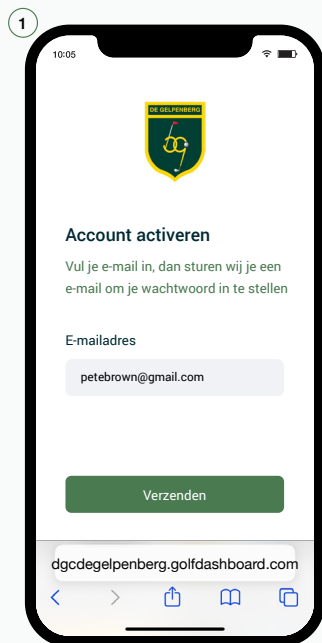 1
10:05
DE GELPENBERG
dg
Account activeren
Vul je e-mail in, dan sturen wij je een
e-mail om je wachtwoord in te stellen
E-mailadres
petebrown@gmail.com
Verzenden
dgcdegelpenberg.golfdashboard.com